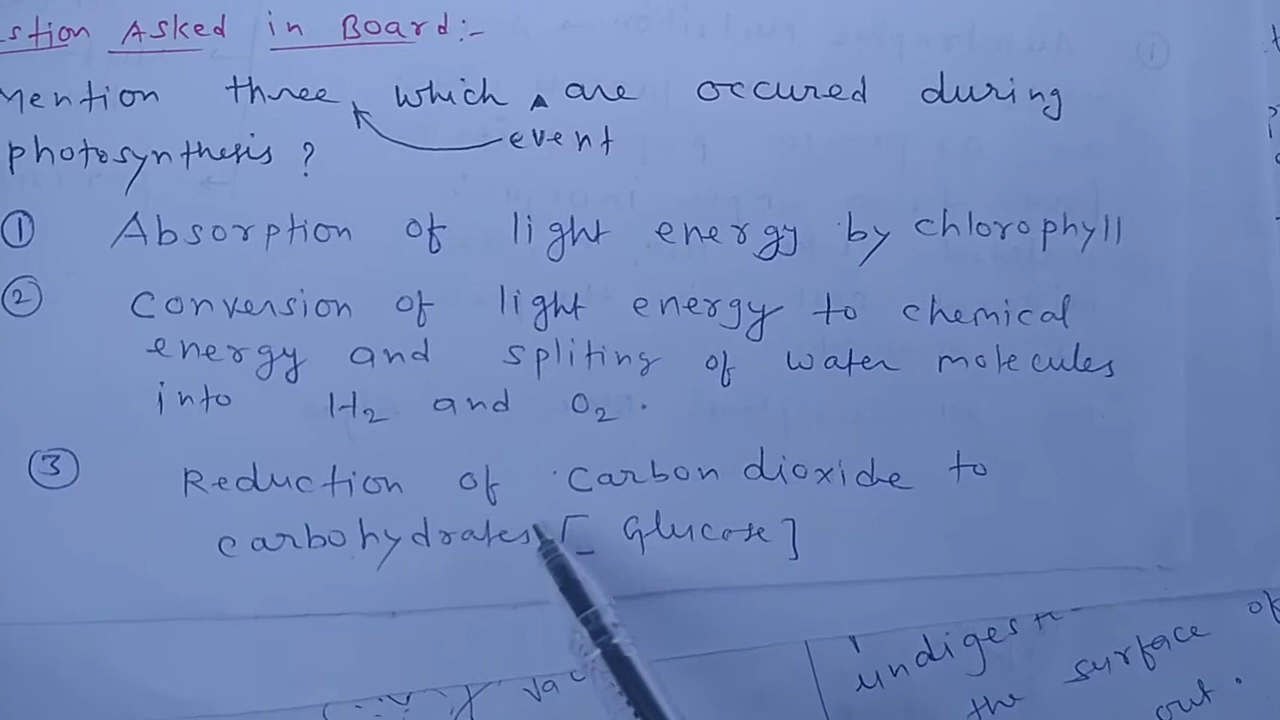 stion Asked in Board:-
Mention three which ▲ are occured during
event
photosynthesis ?
① Absorption of light energy by chlorophyll
② Conversion of light energy to chemical
energy and spliting of water molecules
into H₂ and O₂.
③ Reduction of carbon dioxide to
carbohydrates [Glucose]
undigest
the surface of
out.